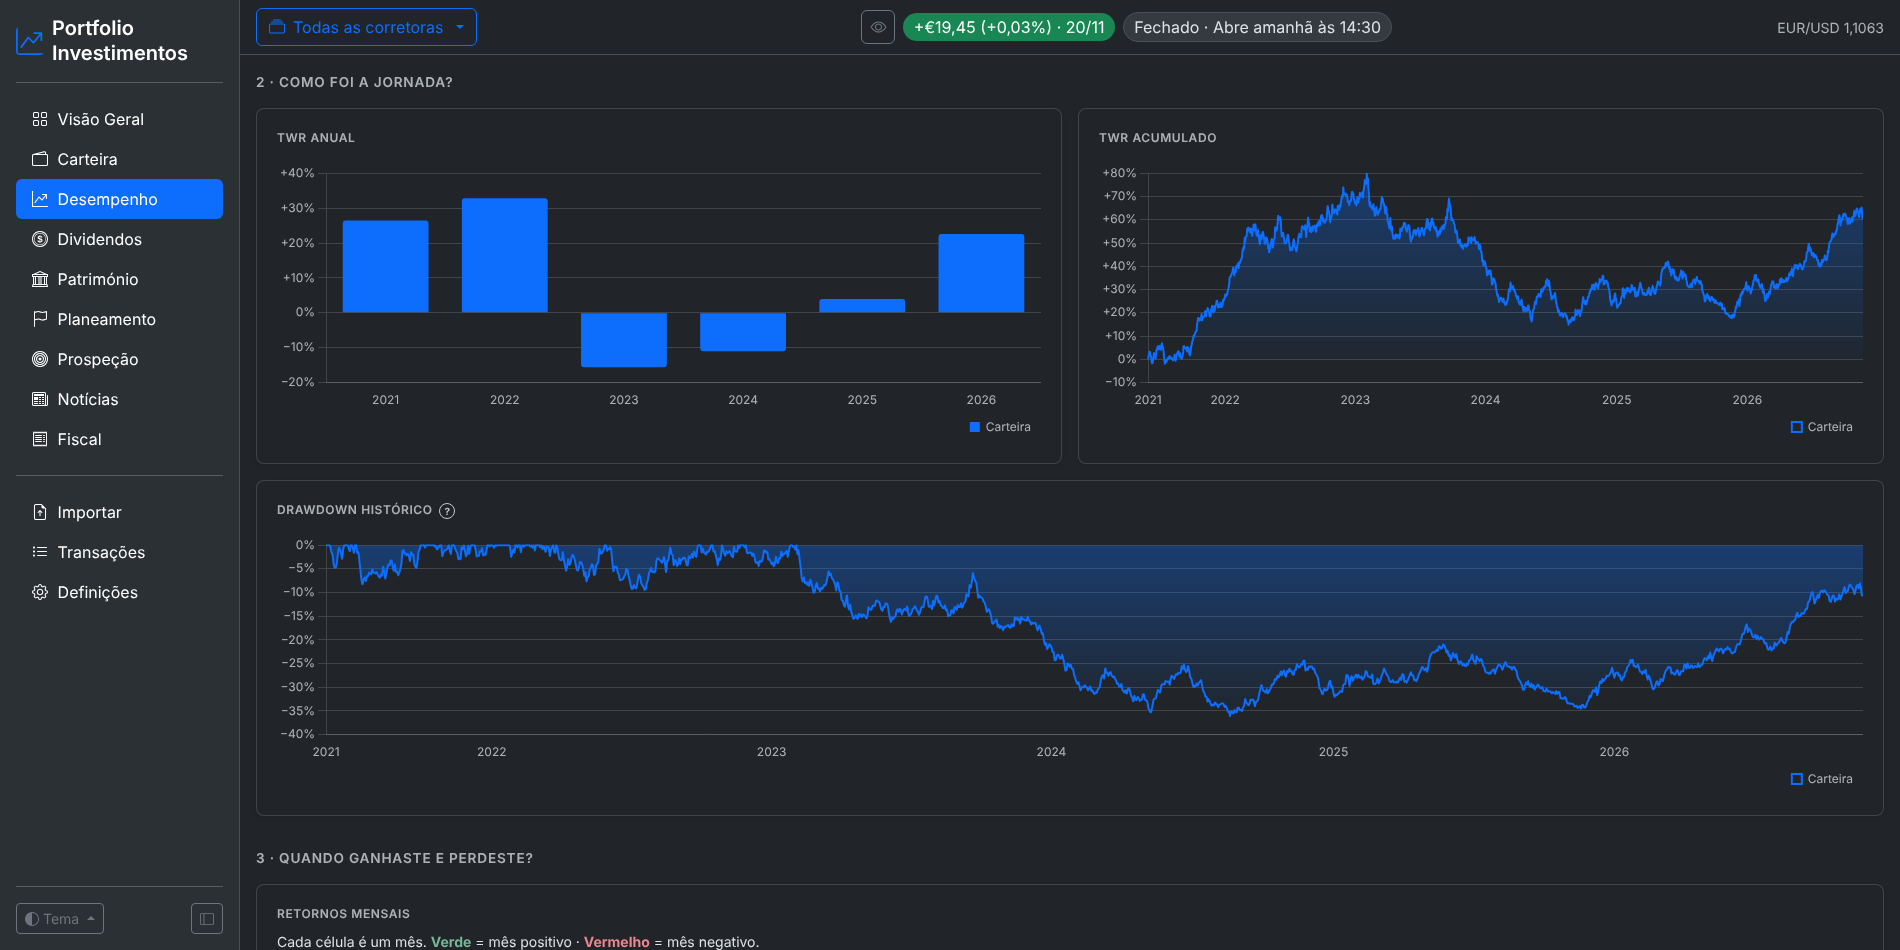 Portfolio
Investimentos
Todas as corretoras
+€19,45 (+0,03%) · 20/11
Fechado · Abre amanhã às 14:30
EUR/USD 1,1063
Visão Geral
Carteira
Desempenho
Dividendos
Património
Planeamento
Prospeção
Notícias
Fiscal
Importar
Transações
Definições
Tema
2 · COMO FOI A JORNADA?
TWR ANUAL
+40%
+30%
+20%
+10%
0%
−10%
−20%
2021 2022 2023 2024 2025 2026
Carteira
TWR ACUMULADO
+80%
+70%
+60%
+50%
+40%
+30%
+20%
+10%
0%
−10%
2021 2022 2023 2024 2025 2026
Carteira
DRAWDOWN HISTÓRICO ?
0%
−5%
−10%
−15%
−20%
−25%
−30%
−35%
−40%
2021 2022 2023 2024 2025 2026
Carteira
3 · QUANDO GANHASTE E PERDESTE?
RETORNOS MENSAIS
Cada célula é um mês. Verde = mês positivo · Vermelho = mês negativo.